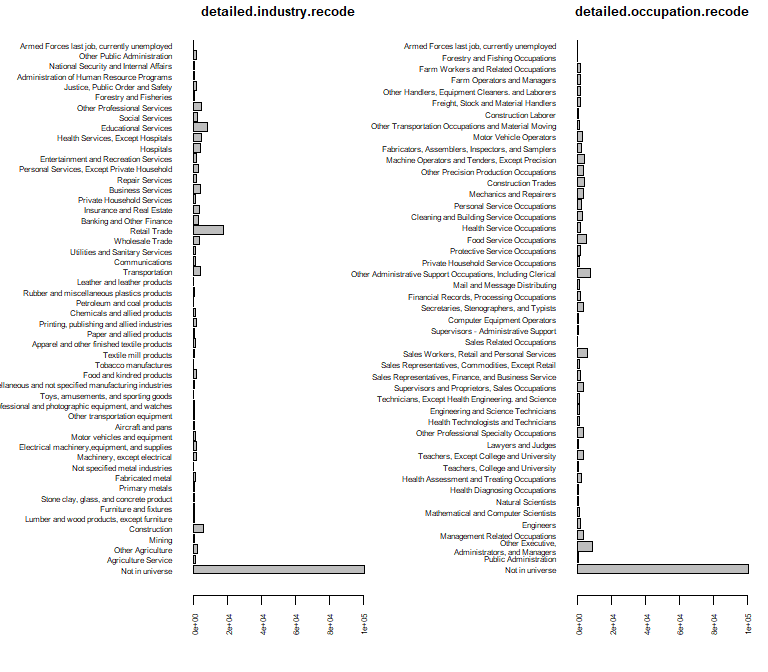 detailed.industry.recode
Armed Forces last job, currently unemployed
Other Public Administration
National Security and Internal Affairs
Administration of Human Resource Programs
Justice, Public Order and Safety
Forestry and Fisheries
Other Professional Services
Social Services
Educational Services
Health Services, Except Hospitals
Hospitals
Entertainment and Recreation Services
Personal Services, Except Private Household
Repair Services
Business Services
Private Household Services
Insurance and Real Estate
Banking and Other Finance
Retail Trade
Wholesale Trade
Utilities and Sanitary Services
Communications
Transportation
Leather and leather products
Rubber and miscellaneous plastics products
Petroleum and coal products
Chemicals and allied products
Printing, publishing and allied industries
Paper and allied products
Apparel and other finished textile products
Textile mill products
Tobacco manufactures
Food and kindred products
llaneous and not specified manufacturing industries
Toys, amusements, and sporting goods
fessional and photographic equipment, and watches
Other transportation equipment
Aircraft and pans
Motor vehicles and equipment
Electrical machinery,equipment, and supplies
Machinery, except electrical
Not specified metal industries
Fabricated metal
Primary metals
Stone clay, glass, and concrete product
Furniture and fixtures
Lumber and wood products, except furniture
Construction
Mining
Other Agriculture
Agriculture Service
Not in universe
0e+00
2e+04
4e+04
6e+04
8e+04
1e+05
detailed.occupation.recode
Armed Forces last job, currently unemployed
Forestry and Fishing Occupations
Farm Workers and Related Occupations
Farm Operators and Managers
Other Handlers, Equipment Cleaners, and Laborers
Freight, Stock and Material Handlers
Construction Laborer
Other Transportation Occupations and Material Moving
Motor Vehicle Operators
Fabricators, Assemblers, Inspectors, and Samplers
Machine Operators and Tenders, Except Precision
Other Precision Production Occupations
Construction Trades
Mechanics and Repairers
Personal Service Occupations
Cleaning and Building Service Occupations
Health Service Occupations
Food Service Occupations
Protective Service Occupations
Private Household Service Occupations
Other Administrative Support Occupations, Including Clerical
Mail and Message Distributing
Financial Records, Processing Occupations
Secretaries, Stenographers, and Typists
Computer Equipment Operators
Supervisors - Administrative Support
Sales Related Occupations
Sales Workers, Retail and Personal Services
Sales Representatives, Commodities, Except Retail
Sales Representatives, Finance, and Business Service
Supervisors and Proprietors, Sales Occupations
Technicians, Except Health Engineering, and Science
Engineering and Science Technicians
Health Technologists and Technicians
Other Professional Specialty Occupations
Lawyers and Judges
Teachers, Except College and University
Teachers, College and University
Health Assessment and Treating Occupations
Health Diagnosing Occupations
Natural Scientists
Mathematical and Computer Scientists
Engineers
Management Related Occupations
Other Executive,
Administrators, and Managers
Public Administration
Not in universe
0e+00
2e+04
4e+04
6e+04
8e+04
1e+05